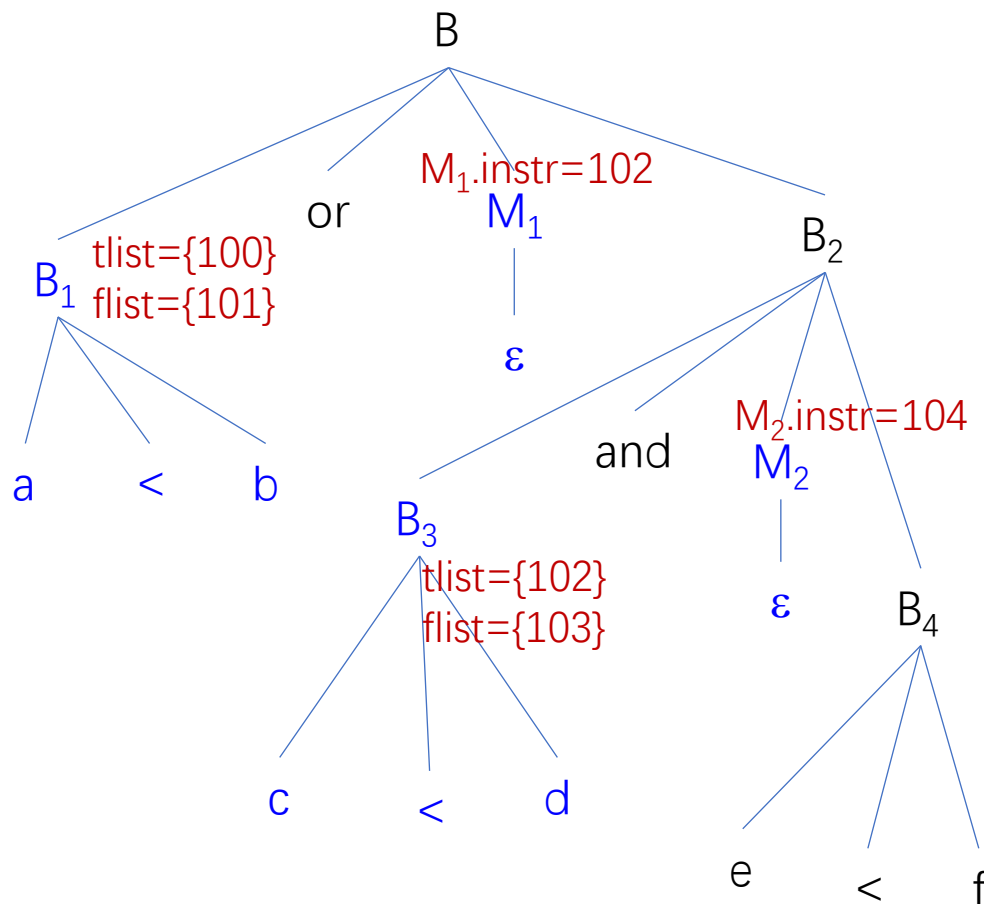 B
M₁.instr=102
or
M₁
B₂
tlist={100}
B₁
flist={101}
ε
M₂.instr=104
and
M₂
a
<
b
B₃
tlist={102}
flist={103}
ε
B₄
c
<
d
e
<
f